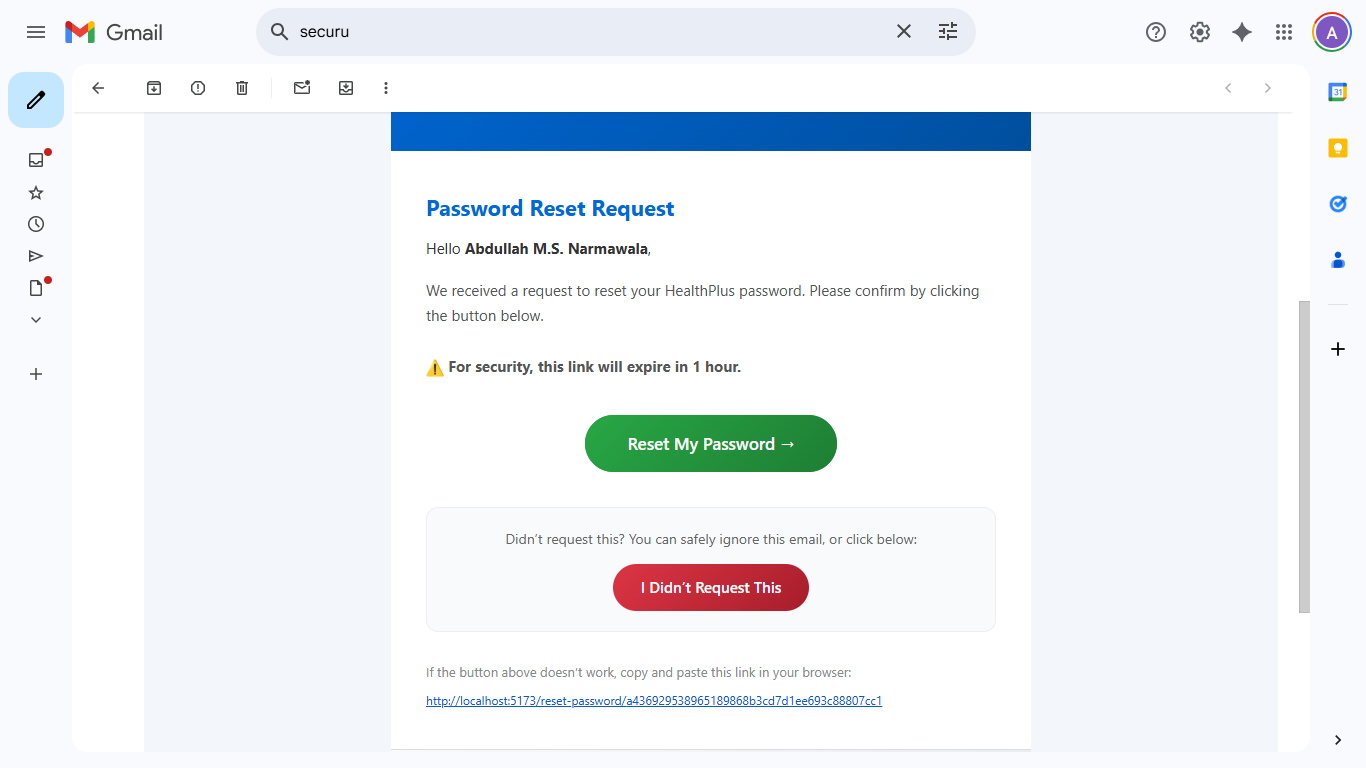 Gmail
securu
A
31
Password Reset Request
Hello Abdullah M.S. Narmawala,
We received a request to reset your HealthPlus password. Please confirm by clicking
the button below.
⚠️ For security, this link will expire in 1 hour.
Reset My Password →
Didn’t request this? You can safely ignore this email, or click below:
I Didn’t Request This
If the button above doesn’t work, copy and paste this link in your browser:
http://localhost:5173/reset-password/a436929538965189868b3cd7d1ee693c88807cc1